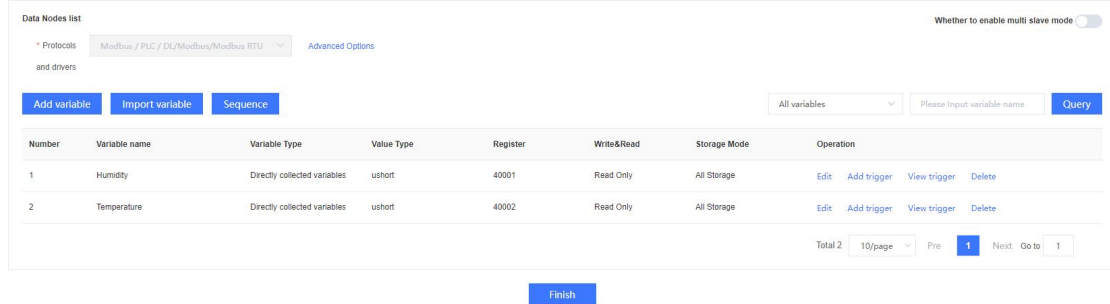 Data Nodes list
Whether to enable multi slave mode
* Protocols and drivers
Modbus / PLC / DL/Modbus/Modbus RTU
Advanced Options
Add variable Import variable Sequence All variables Please Input variable name Query
Number Variable name Variable Type Value Type Register Write&Read Storage Mode Operation
1 Humidity Directly collected variables ushort 40001 Read Only All Storage Edit Add trigger View trigger Delete
2 Temperature Directly collected variables ushort 40002 Read Only All Storage Edit Add trigger View trigger Delete
Total 2 10/page Pre 1 Next Go to 1
Finish